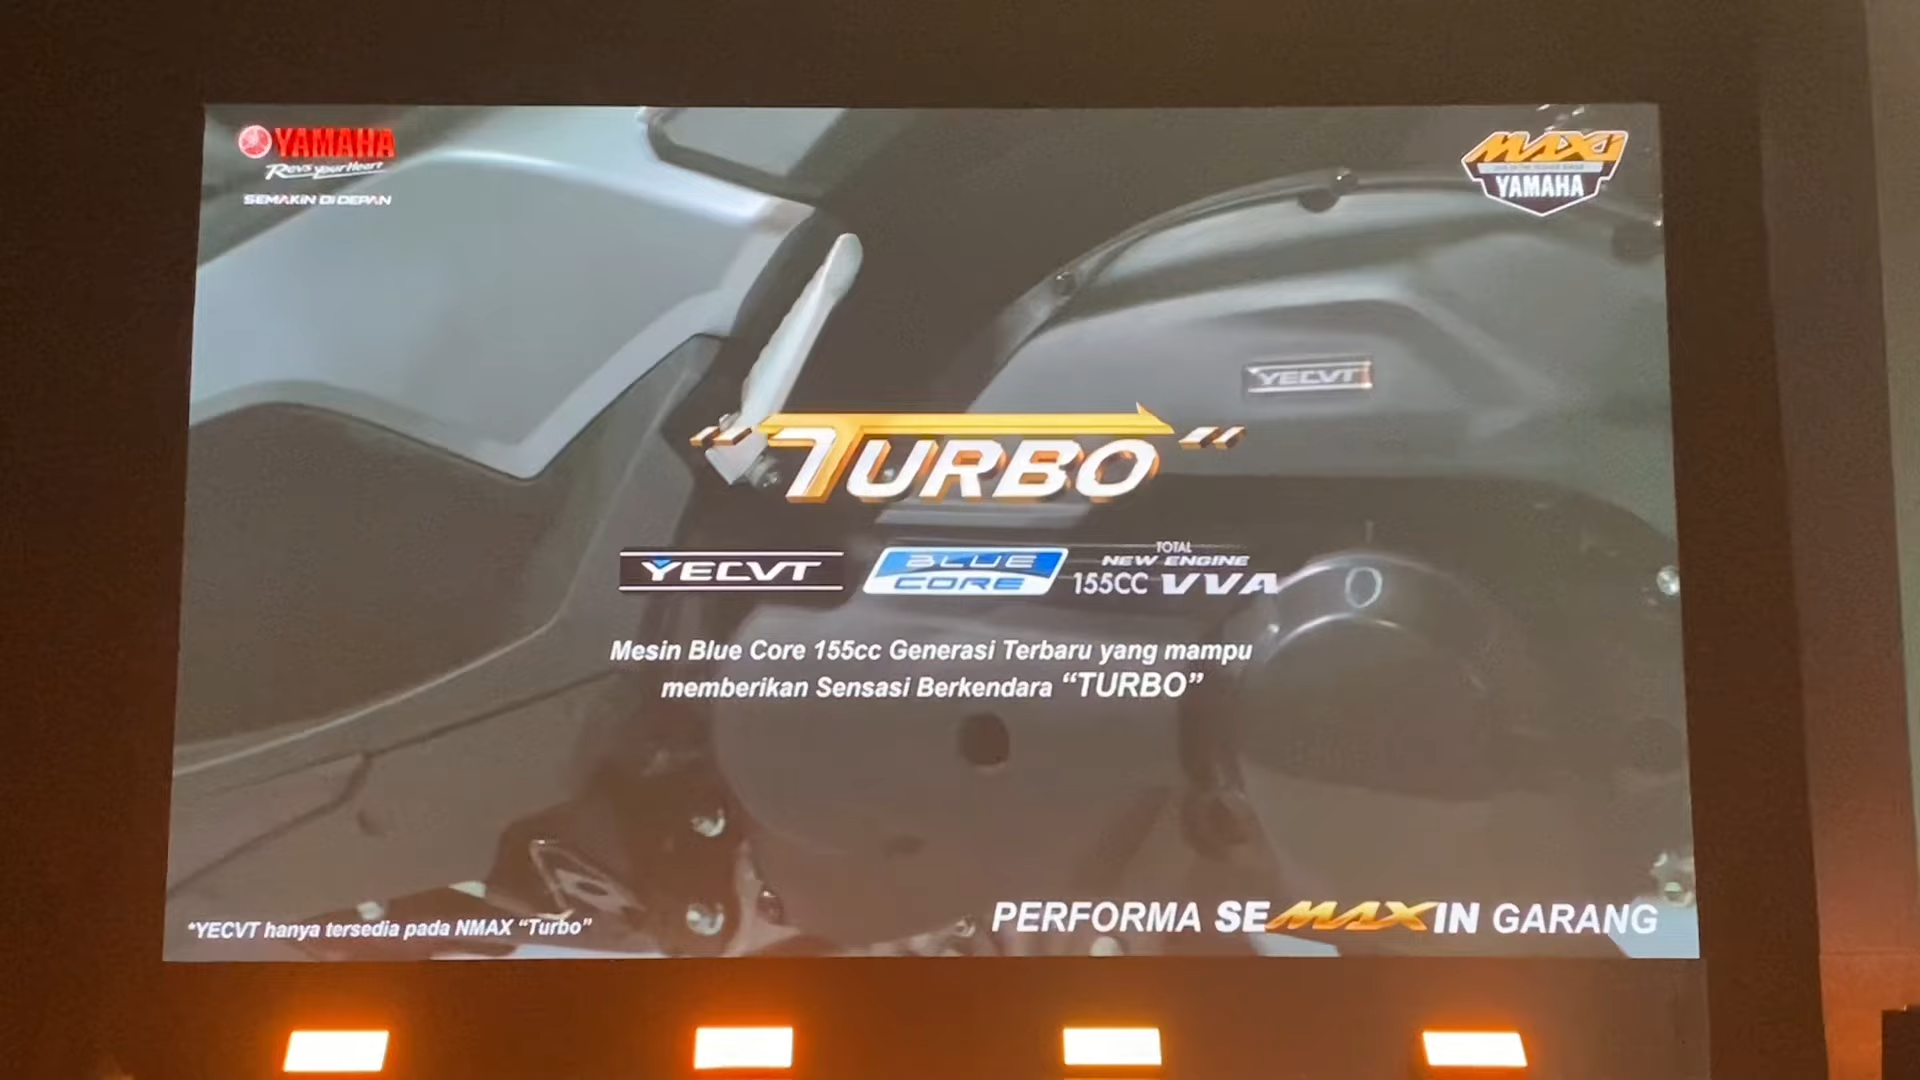 YAMAHA
Revs Your Heart
SEMAKIN DI DEPAN
MAXi
YAMAHA
YECVT
"TURBO"
YECVT
BLUE
CORE
TOTAL
NEW ENGINE
155CC VVA
Mesin Blue Core 155cc Generasi Terbaru yang mampu
memberikan Sensasi Berkendara "TURBO"
*YECVT hanya tersedia pada NMAX "Turbo"
PERFORMA SEMAXIN GARANG